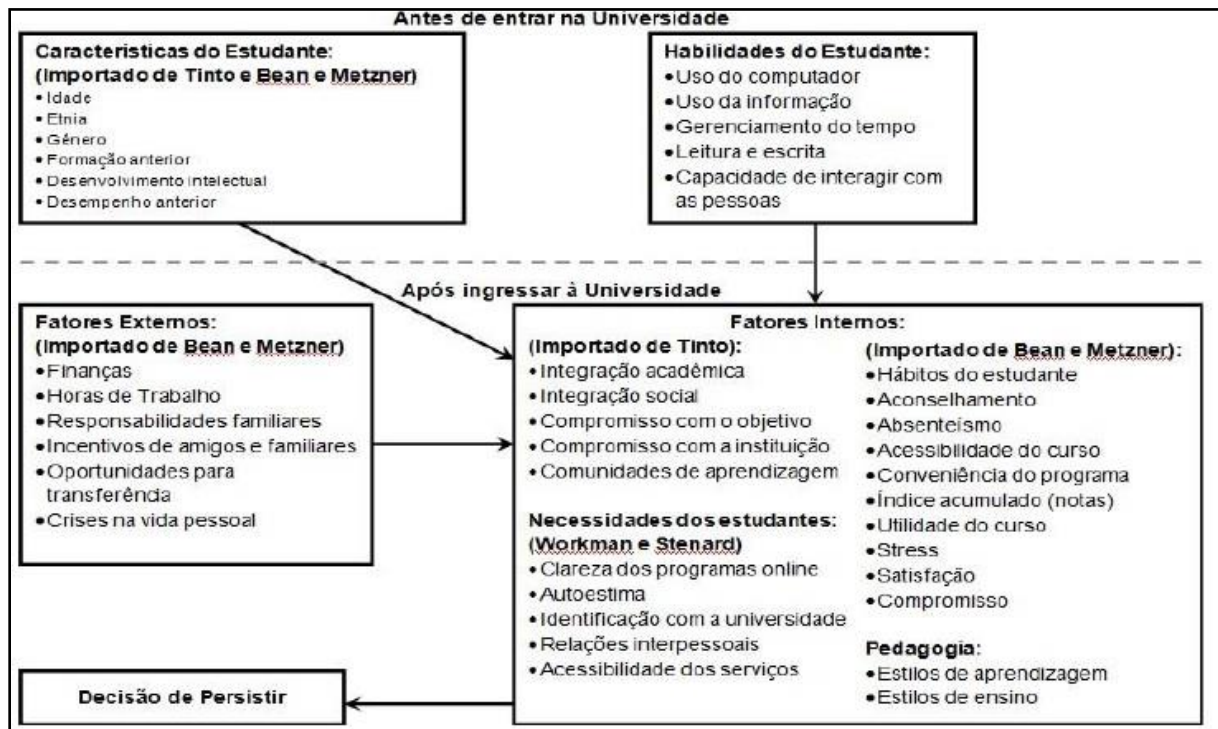 Antes de entrar na Universidade
Características do Estudante:
(Importado de Tinto e Bean e Metzner)
• Idade
• Etnia
• Gênero
• Formação anterior
• Desenvolvimento Intelectual
• Desempenho anterior
Habilidades do Estudante:
• Uso do computador
• Uso da informação
• Gerenciamento do tempo
• Leitura e escrita
• Capacidade de interagir com
as pessoas
Após ingressar à Universidade
Fatores Externos:
(Importado de Bean e Metzner)
• Finanças
• Horas de Trabalho
• Responsabilidades familiares
• Incentivos de amigos e familiares
• Oportunidades para
transferência
• Crises na vida pessoal
Fatores Internos:
(Importado de Tinto):
• Integração acadêmica
• Integração social
• Compromisso com o objetivo
• Compromisso com a instituição
• Comunidades de aprendizagem
Necessidades dos estudantes:
(Workman e Stenard)
• Clareza dos programas online
• Autoestima
• Identificação com a universidade
• Relações interpessoais
• Acessibilidade dos serviços
(Importado de Bean e Metzner):
• Hábitos do estudante
• Aconselhamento
• Absenteísmo
• Acessibilidade do curso
• Conveniência do programa
• Índice acumulado (notas)
• Utilidade do curso
• Stress
• Satisfação
• Compromisso
Pedagogia:
• Estilos de aprendizagem
• Estilos de ensino
Decisão de Persistir